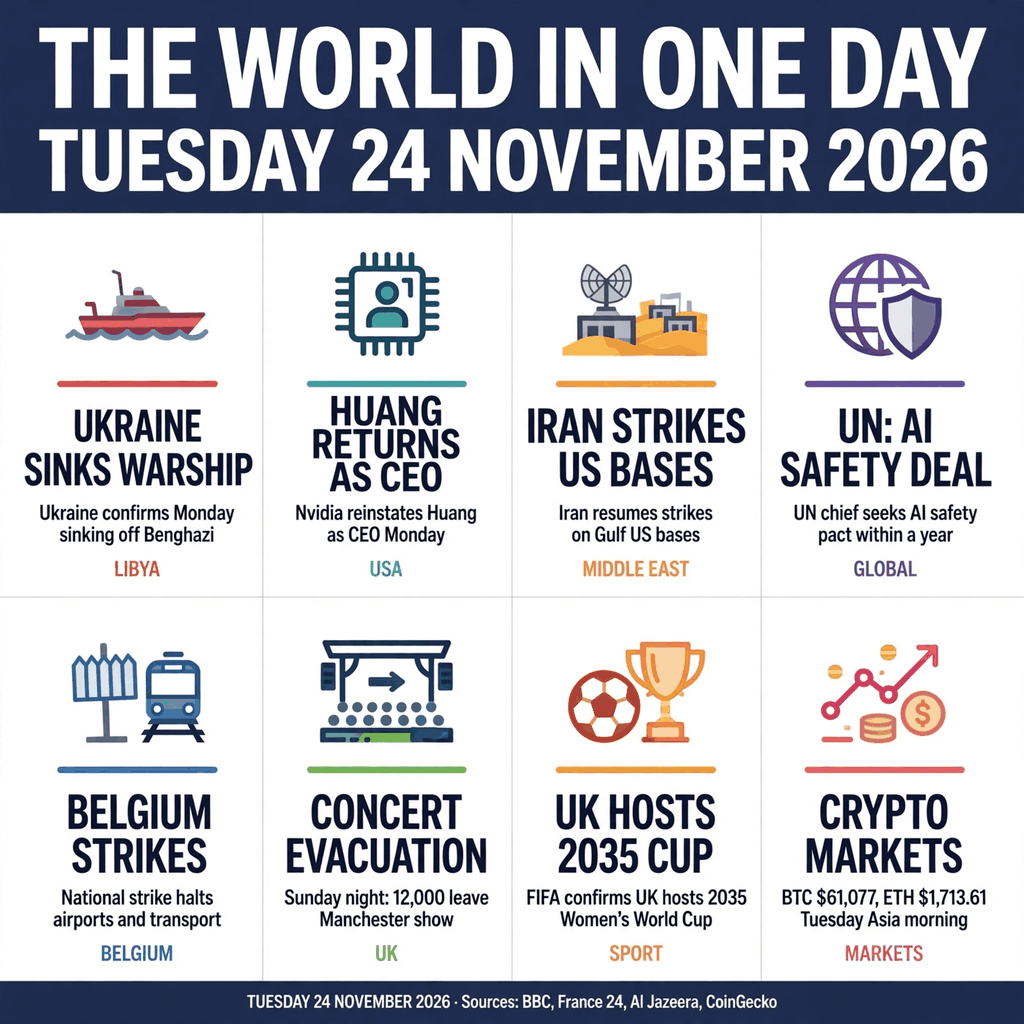 THE WORLD IN ONE DAY
TUESDAY 24 NOVEMBER 2026
UKRAINE
SINKS WARSHIP
Ukraine confirms Monday
sinking off Benghazi
LIBYA
HUANG
RETURNS
AS CEO
Nvidia reinstates Huang
as CEO Monday
USA
IRAN STRIKES
US BASES
Iran resumes strikes
on Gulf US bases
MIDDLE EAST
UN: AI
SAFETY DEAL
UN chief seeks AI safety
pact within a year
GLOBAL
BELGIUM
STRIKES
National strike halts
airports and transport
BELGIUM
CONCERT
EVACUATION
Sunday night: 12,000 leave
Manchester show
UK
UK HOSTS
2035 CUP
FIFA confirms UK hosts 2035
Women's World Cup
SPORT
$
CRYPTO
MARKETS
BTC $61,077, ETH $1,713.61
Tuesday Asia morning
MARKETS
TUESDAY 24 NOVEMBER 2026 · Sources: BBC, France 24, Al Jazeera, CoinGecko